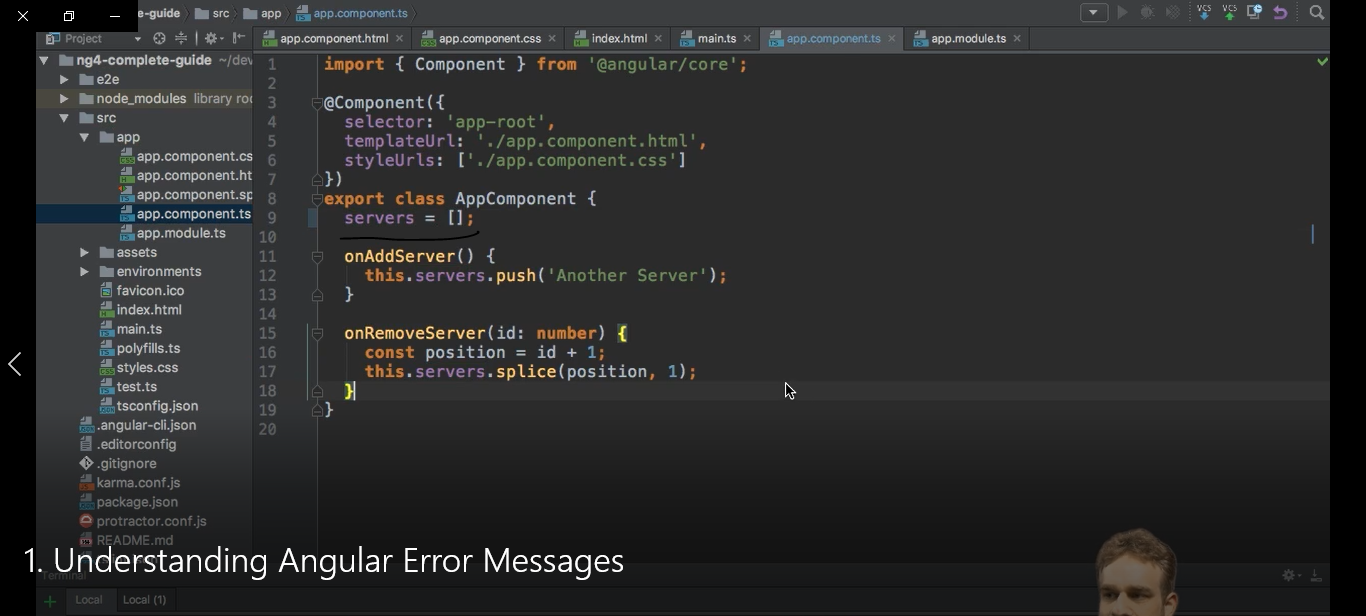 e-guide src app app.component.ts
Project
app.component.html app.component.css index.html main.ts app.component.ts app.module.ts
ng4-complete-guide ~/dev
e2e
node_modules library roo
src
app
app.component.cs
app.component.ht
app.component.sp
app.component.ts
app.module.ts
assets
environments
favicon.ico
index.html
main.ts
polyfills.ts
styles.css
test.ts
tsconfig.json
.angular-cli.json
.editorconfig
.gitignore
karma.conf.js
package.json
protractor.conf.js
README.md
VCS VCS
1 import { Component } from '@angular/core';
2
3 @Component({
4 selector: 'app-root',
5 templateUrl: './app.component.html',
6 styleUrls: ['./app.component.css']
7 })
8 export class AppComponent {
9 servers = [];
10
11 onAddServer() {
12 this.servers.push('Another Server');
13 }
14
15 onRemoveServer(id: number) {
16 const position = id + 1;
17 this.servers.splice(position, 1);
18 }
19 }
20
1. Understanding Angular Error Messages
Terminal
Local Local (1)